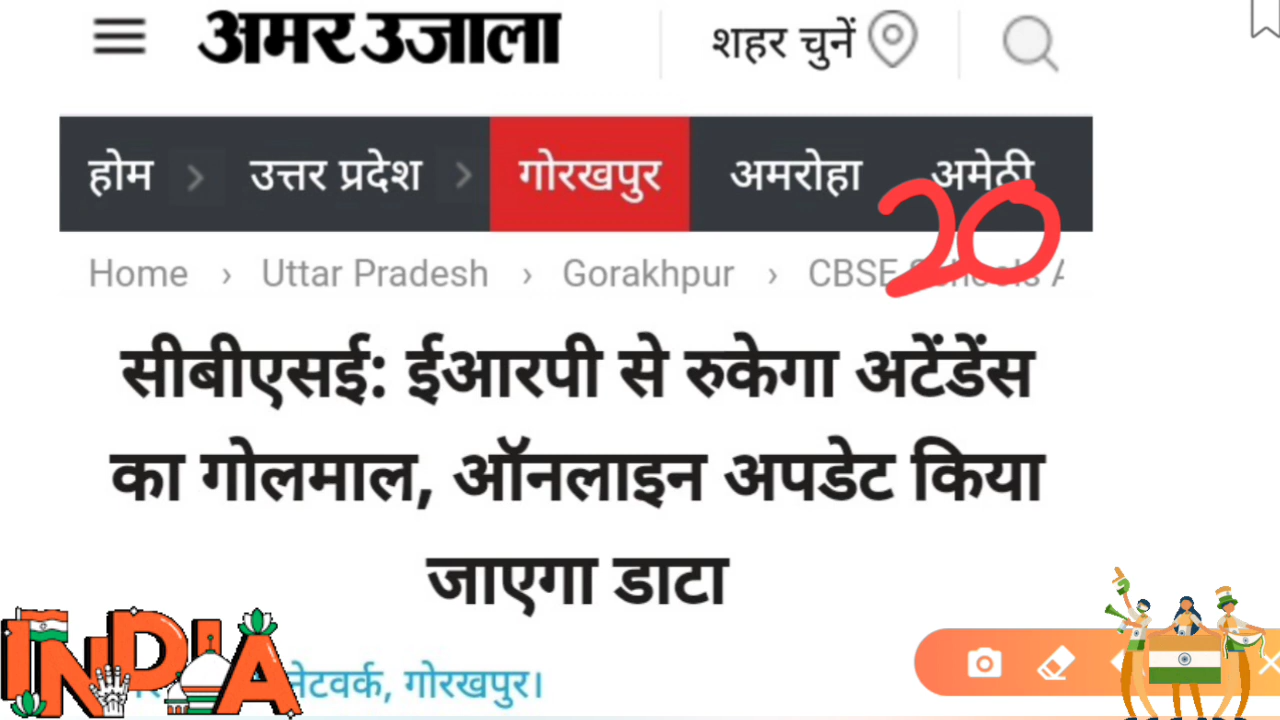 अमर उजाला
शहर चुनें
होम > उत्तर प्रदेश > गोरखपुर अमरोहा अमेठी
20
Home > Uttar Pradesh > Gorakhpur > CBSE Schools A
सीबीएसई: ईआरपी से रुकेगा अटेंडेंस
का गोलमाल, ऑनलाइन अपडेट किया
जाएगा डाटा
INDIA
नेटवर्क, गोरखपुर।